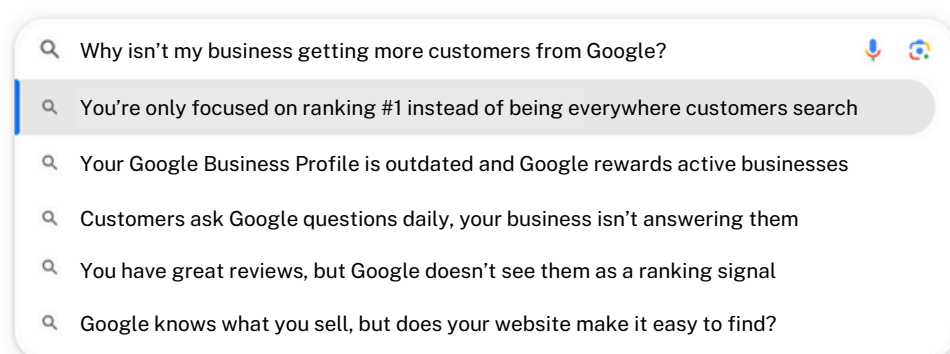 Why isn’t my business getting more customers from Google?
You’re only focused on ranking #1 instead of being everywhere customers search
Your Google Business Profile is outdated and Google rewards active businesses
Customers ask Google questions daily, your business isn’t answering them
You have great reviews, but Google doesn’t see them as a ranking signal
Google knows what you sell, but does your website make it easy to find?